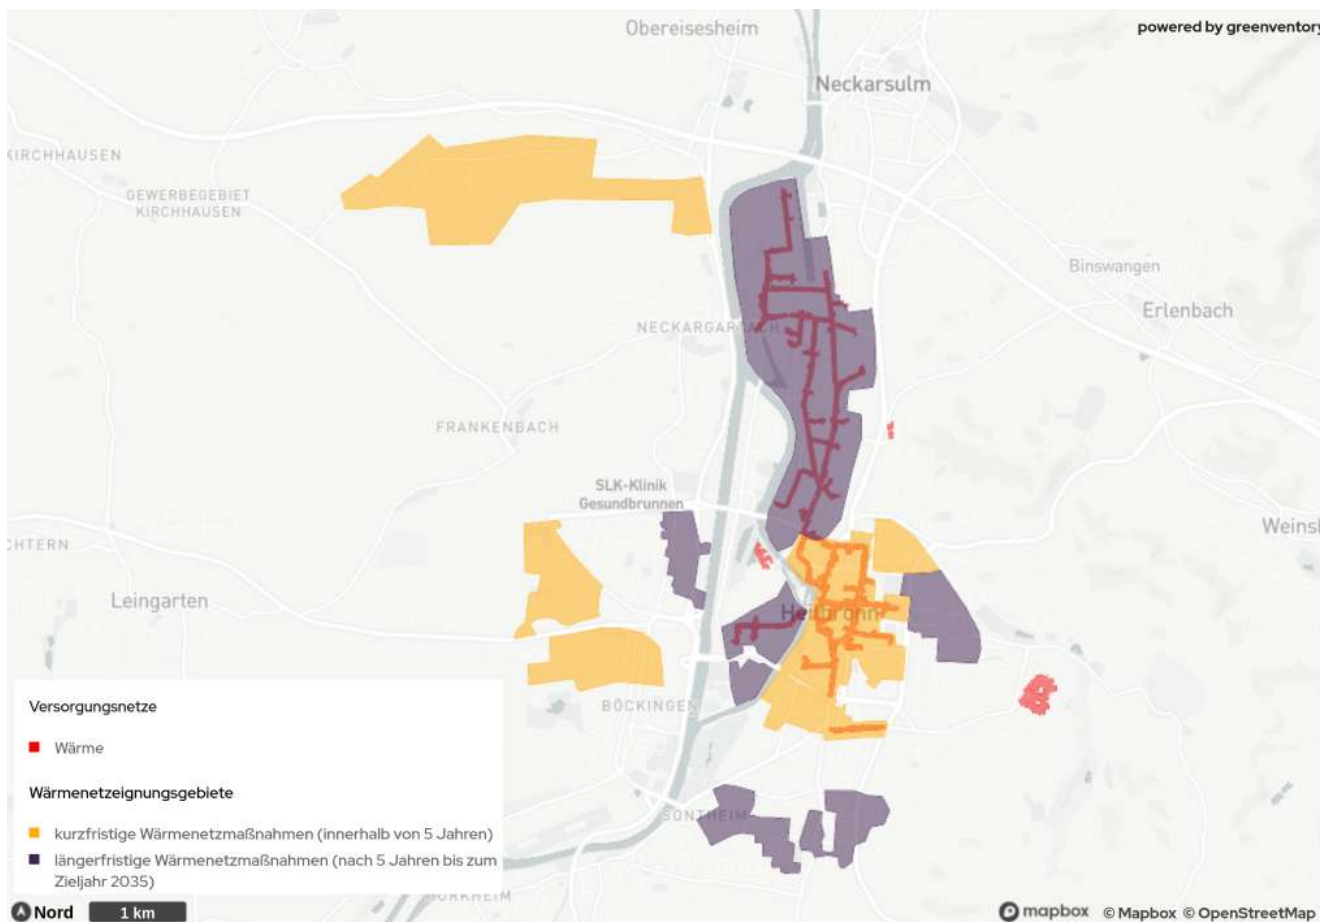 Obereisesheim
powered by greenventory
Neckarsulm
KIRCHHAUSEN
GEWERBEGEBIET
KIRCHHAUSEN
Binswangen
Erlenbach
NECKARGARTACH
FRANKENBACH
SLK-Klinik
Gesundbrunnen
Leingarten
Heilbronn
BÖCKINGEN
SONTHEIM
Versorgungsnetze
Wärme
Wärmenetzeignungsgebiete
kurzfristige Wärmenetzmaßnahmen (innerhalb von 5 Jahren)
längerfristige Wärmenetzmaßnahmen (nach 5 Jahren bis zum
Zieljahr 2035)
Nord 1 km
mapbox © Mapbox © OpenStreetMap